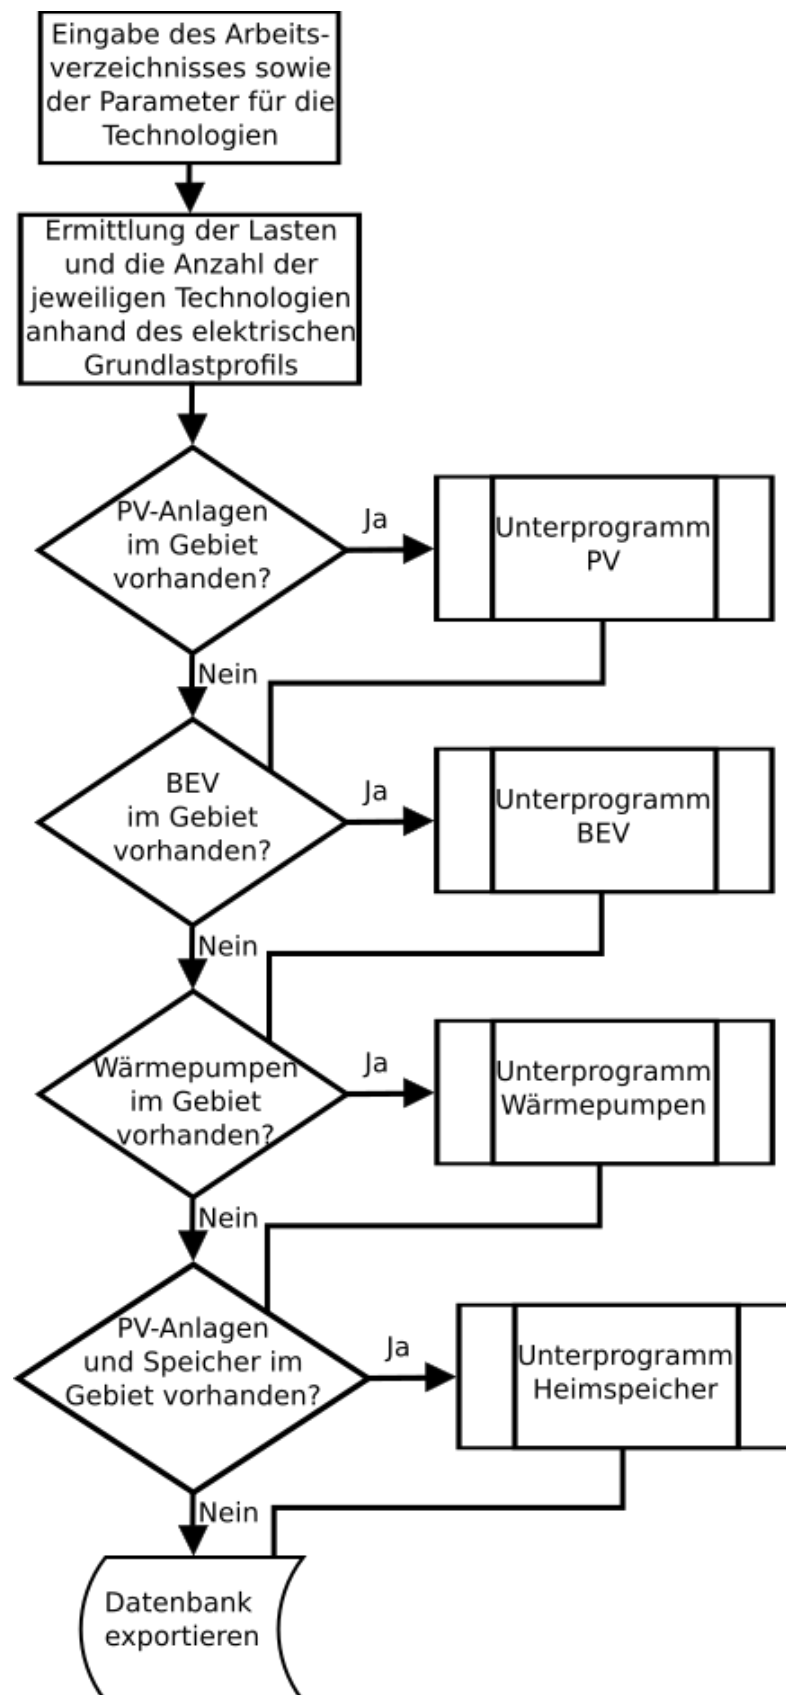 Eingabe des Arbeits-
verzeichnisses sowie
der Parameter für die
Technologien
Ermittlung der Lasten
und die Anzahl der
jeweiligen Technologien
anhand des elektrischen
Grundlastprofils
PV-Anlagen
im Gebiet
vorhanden?
Ja
Unterprogramm
PV
Nein
BEV
im Gebiet
vorhanden?
Ja
Unterprogramm
BEV
Nein
Wärmepumpen
im Gebiet
vorhanden?
Ja
Unterprogramm
Wärmepumpen
Nein
PV-Anlagen
und Speicher im
Gebiet vorhanden?
Ja
Unterprogramm
Heimspeicher
Nein
Datenbank
exportieren